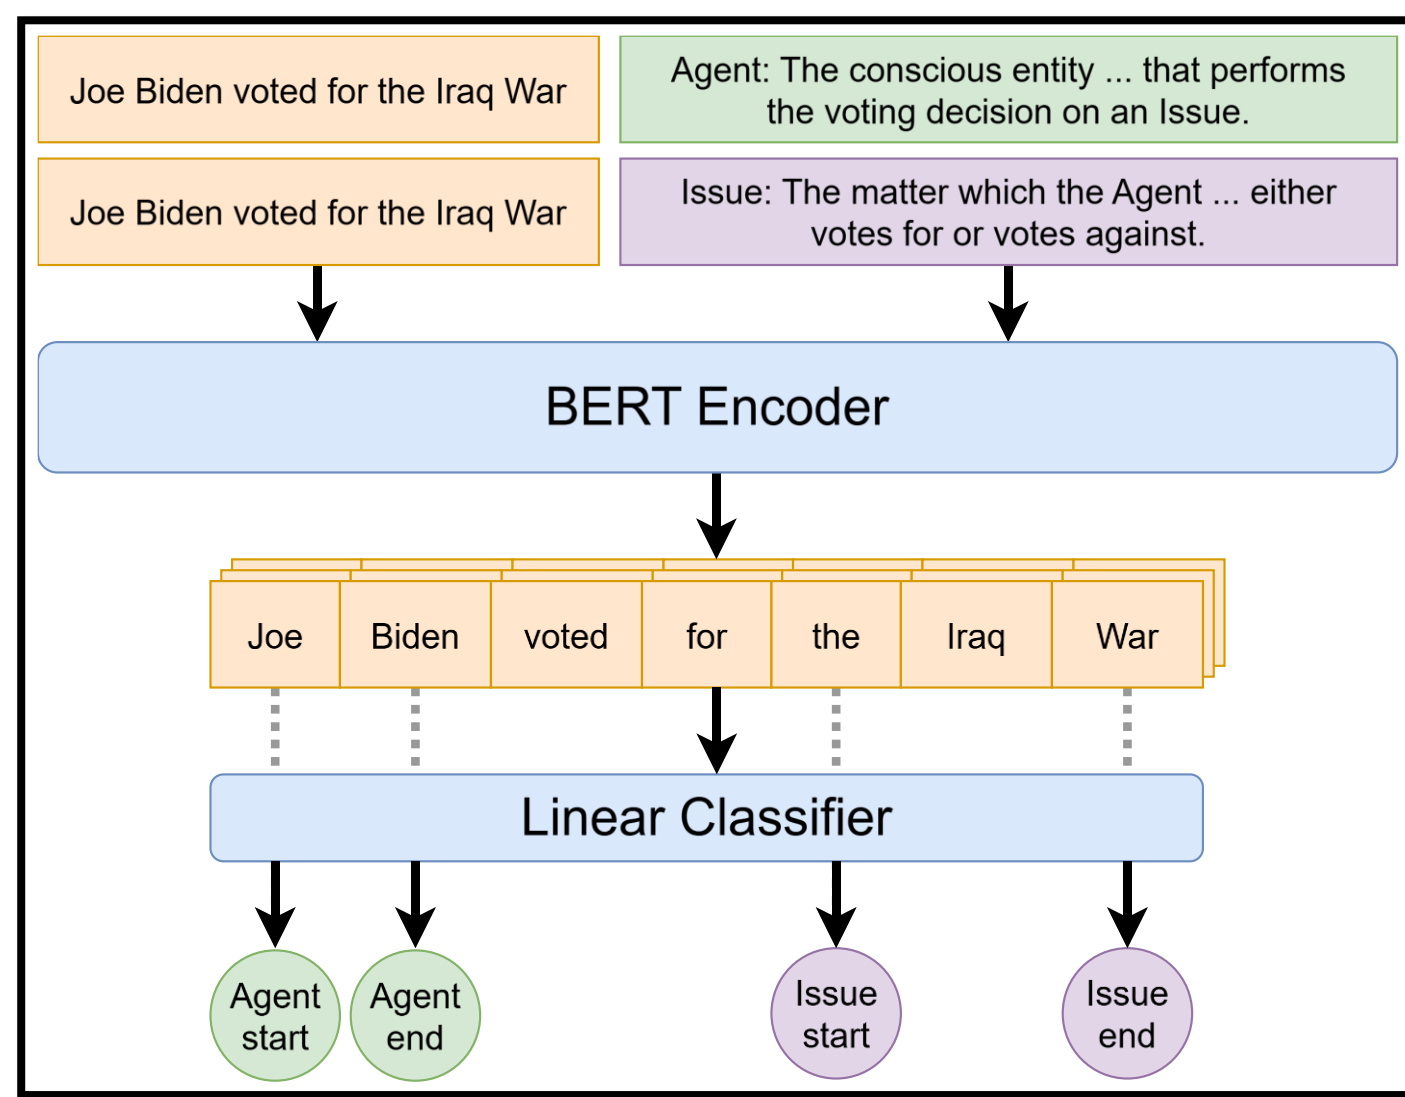 Joe Biden voted for the Iraq War
Agent: The conscious entity ... that performs
the voting decision on an Issue.
Joe Biden voted for the Iraq War
Issue: The matter which the Agent ... either
votes for or votes against.
BERT Encoder
Joe Biden voted for the Iraq War
Linear Classifier
Agent start
Agent end
Issue start
Issue end